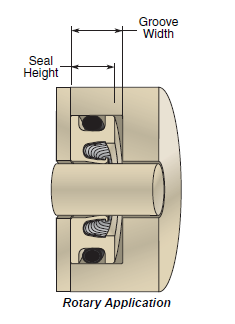 Groove
Width
Seal
Height
Rotary Application